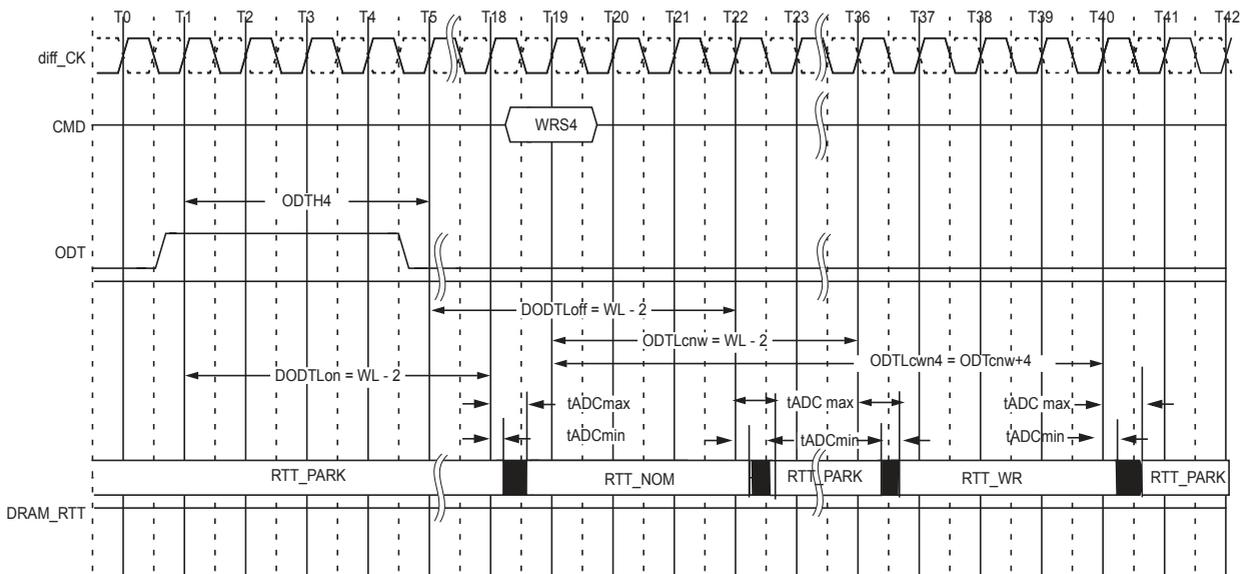 T0 T1 T2 T3 T4 T5 T18 T19 T20 T21 T22 T23 T36 T37 T38 T39 T40 T41 T42
diff_CK
CMD
WRS4
ODTH4
ODT
DODTLoff = WL - 2
ODTLcnw = WL - 2
ODTLcwn4 = ODTcnw+4
DODTLon = WL - 2
tADCmax
tADC max
tADC max
tADCmin
tADCmin
tADCmin
RTT_PARK
RTT_NOM
RTT_PARK
RTT_WR
RTT_PARK
DRAM_RTT